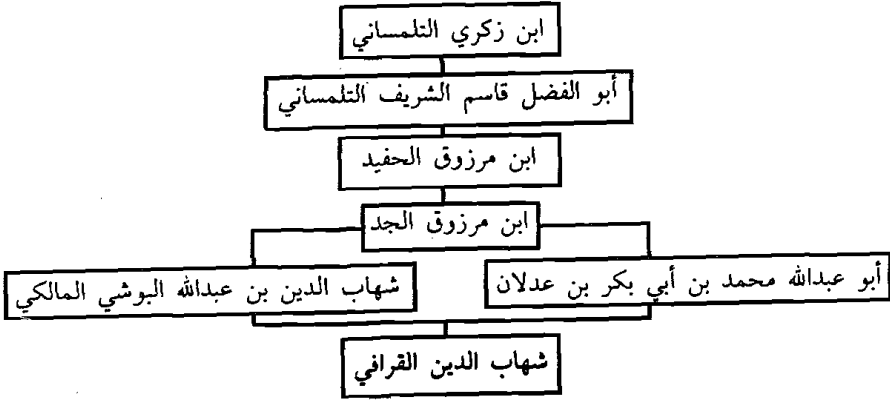 ابن زكري التلمساني
أبو الفضل قاسم الشريف التلمساني
ابن مرزوق الحفيد
ابن مرزوق الجد
أبو عبدالله محمد بن أبي بكر بن عدلان
شهاب الدين بن عبدالله البوشي المالكي
شهاب الدين القرافي